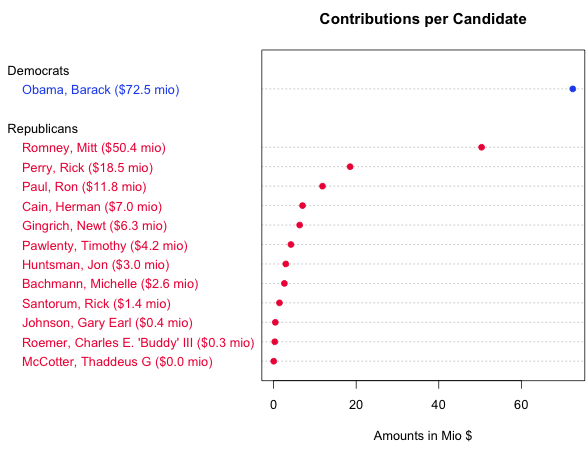 Contributions per Candidate
Democrats
Obama, Barack ($72.5 mio)
Republicans
Romney, Mitt ($50.4 mio)
Perry, Rick ($18.5 mio)
Paul, Ron ($11.8 mio)
Cain, Herman ($7.0 mio)
Gingrich, Newt ($6.3 mio)
Pawlenty, Timothy ($4.2 mio)
Huntsman, Jon ($3.0 mio)
Bachmann, Michelle ($2.6 mio)
Santorum, Rick ($1.4 mio)
Johnson, Gary Earl ($0.4 mio)
Roemer, Charles E. 'Buddy' III ($0.3 mio)
McCotter, Thaddeus G ($0.0 mio)
0 20 40 60
Amounts in Mio $